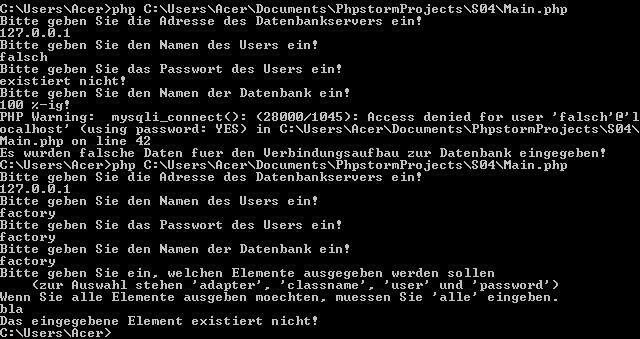 C:\Users\Acer>php C:\Users\Acer\Documents\PhpstormProjects\S04\Main.php
Bitte geben Sie die Adresse des Datenbankservers ein!
127.0.0.1
Bitte geben Sie den Namen des Users ein!
falsch
Bitte geben Sie das Passwort des Users ein!
existiert nicht!
Bitte geben Sie den Namen der Datenbank ein!
100 %-ig!
PHP Warning:  mysqli_connect(): (28000/1045): Access denied for user 'falsch'@'l
ocalhost' (using password: YES) in C:\Users\Acer\Documents\PhpstormProjects\S04\
Main.php on line 42
Es wurden falsche Daten fuer den Verbindungsaufbau zur Datenbank eingegeben!
C:\Users\Acer>php C:\Users\Acer\Documents\PhpstormProjects\S04\Main.php
Bitte geben Sie die Adresse des Datenbankservers ein!
127.0.0.1
Bitte geben Sie den Namen des Users ein!
factory
Bitte geben Sie das Passwort des Users ein!
factory
Bitte geben Sie den Namen der Datenbank ein!
factory
Bitte geben Sie ein, welchen Elemente ausgegeben werden sollen
    (zur Auswahl stehen 'adapter', 'classname', 'user' und 'password')
Wenn Sie alle Elemente ausgeben moechten, muessen Sie 'alle' eingeben.
bla
Das eingegebene Element existiert nicht!
C:\Users\Acer>